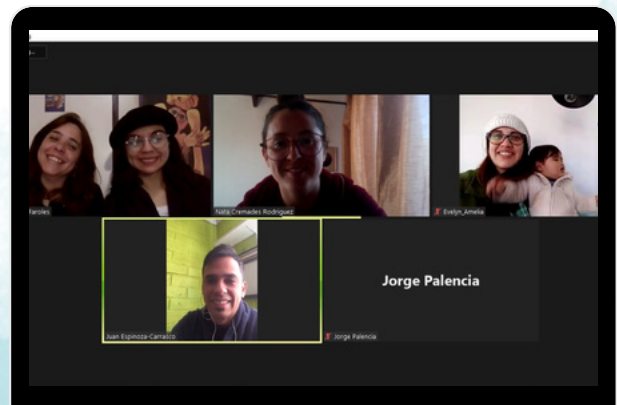 Faroles
Nata Cremades Rodriguez
Evelyn_Amelia
Juan Espinoza-Carrasco
Jorge Palencia
Jorge Palencia